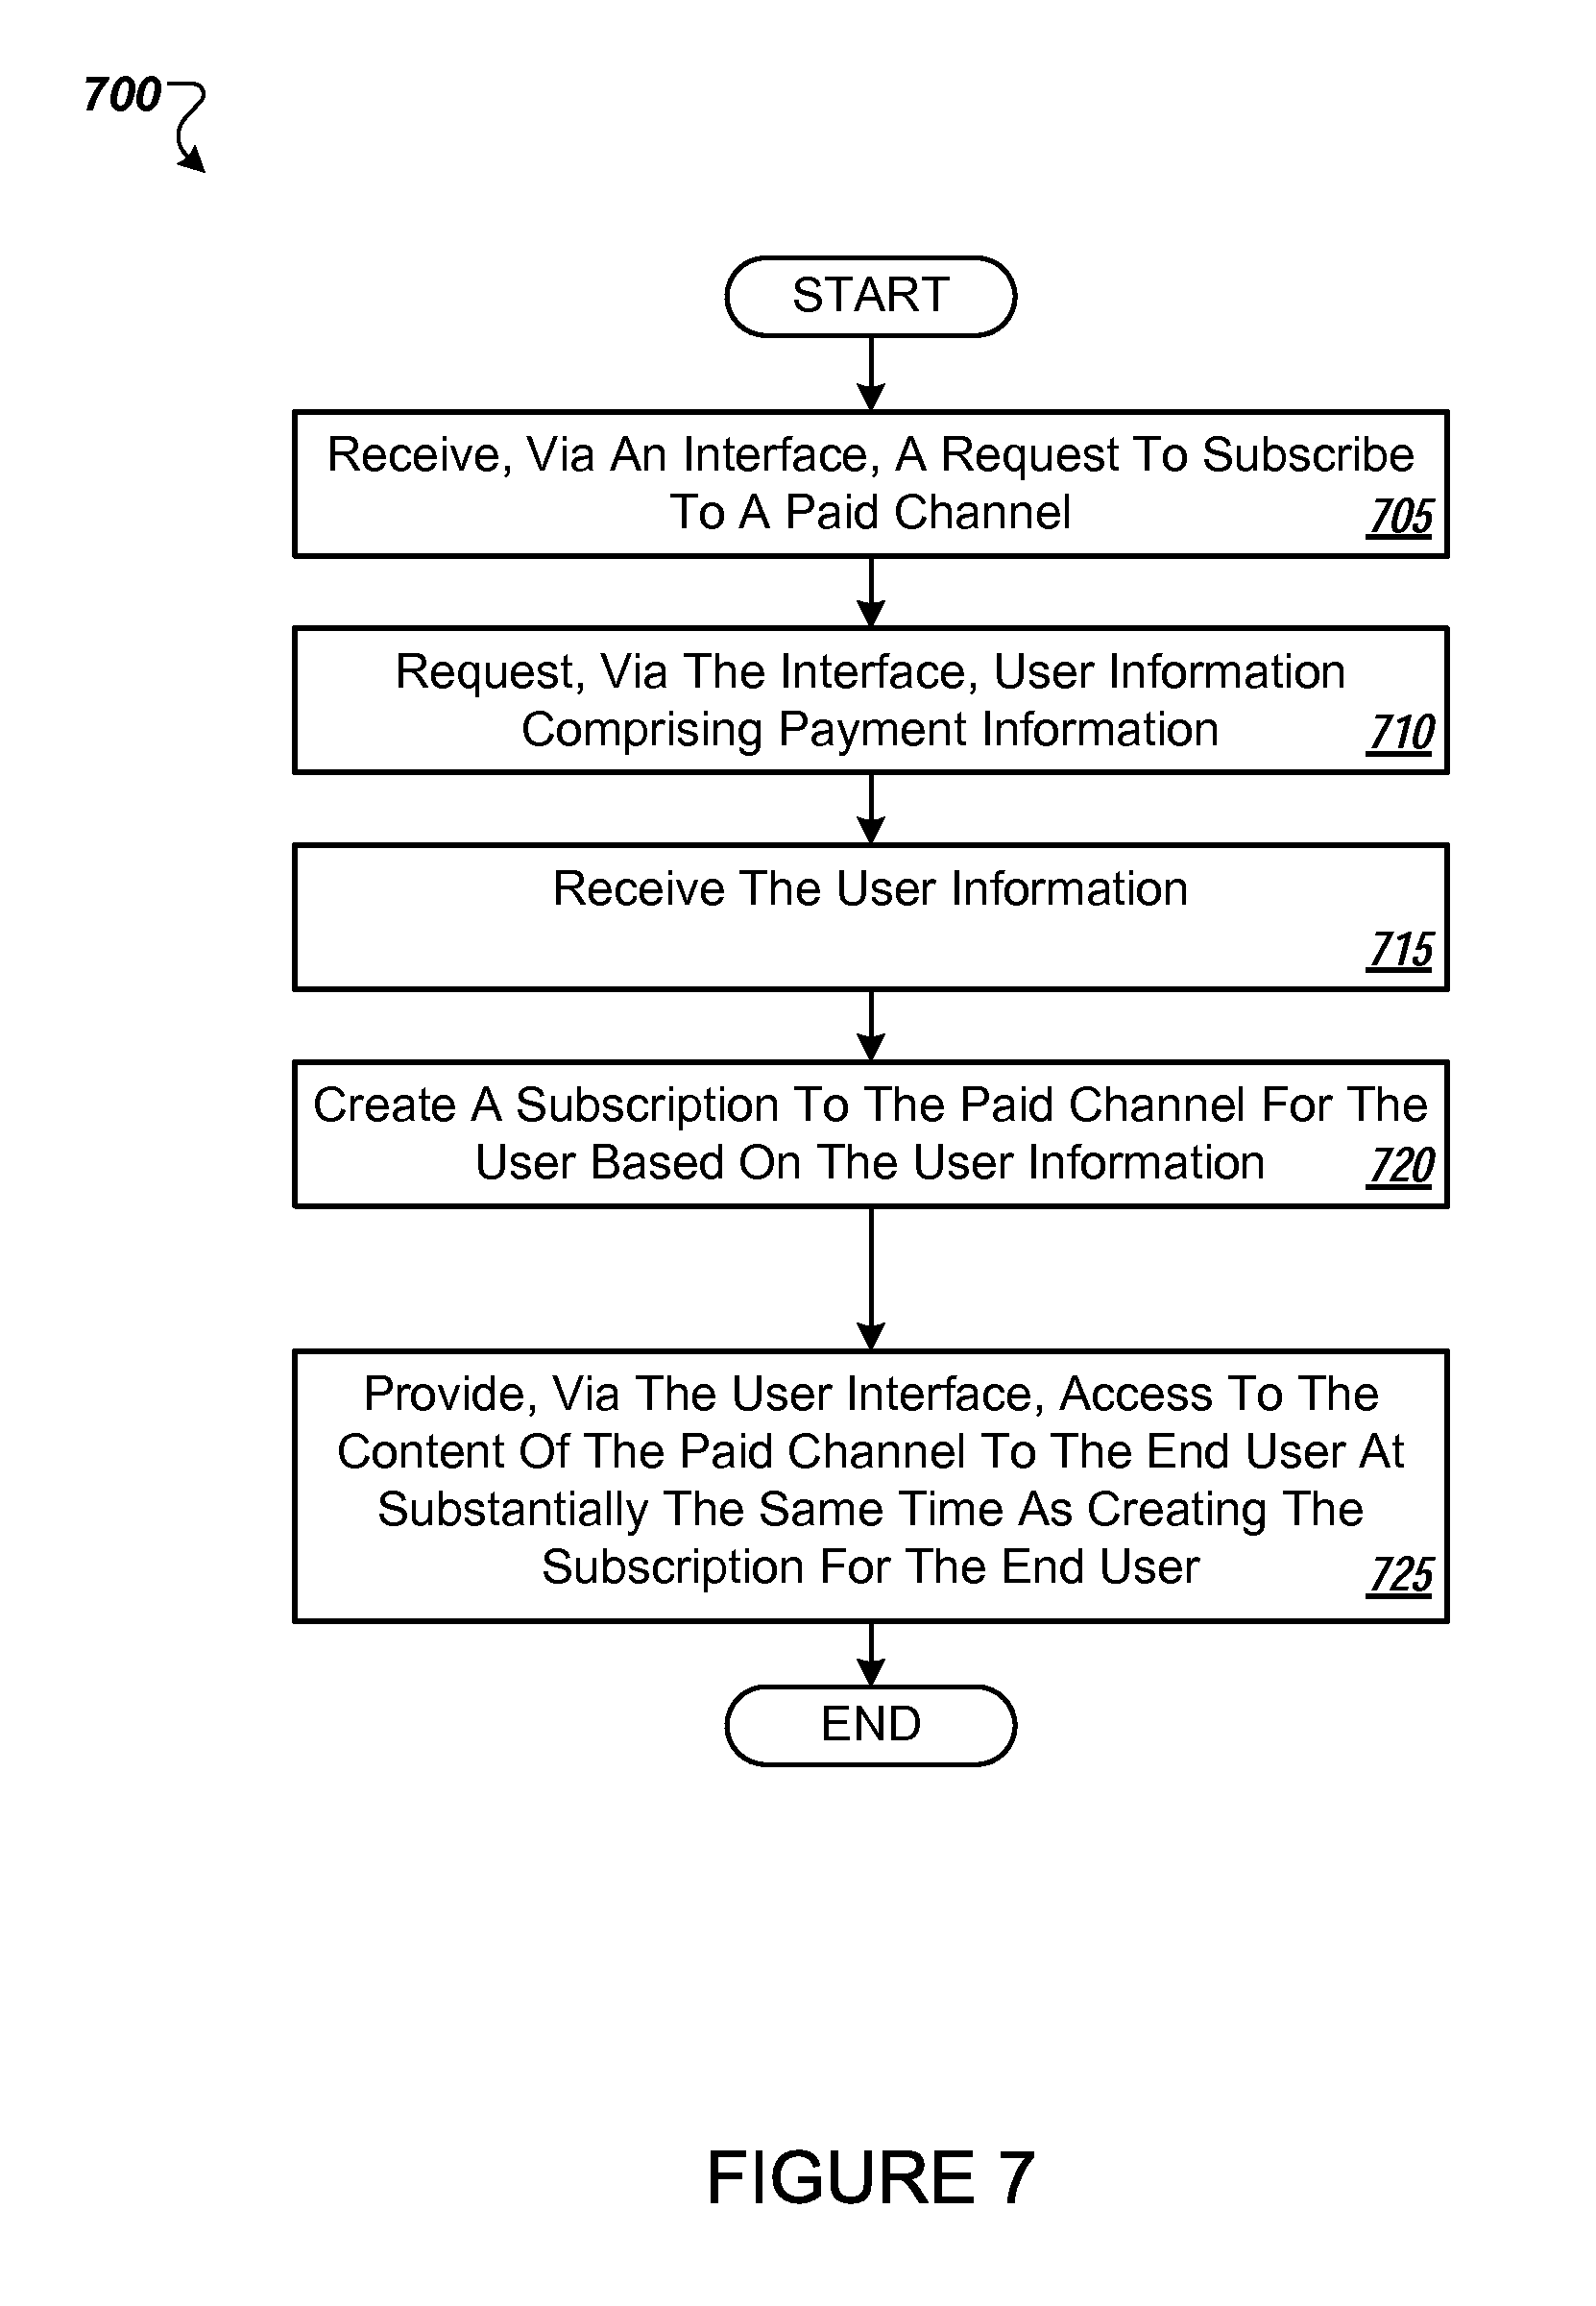 700
START
Receive, Via An Interface, A Request To Subscribe
To A Paid Channel
705
Request, Via The Interface, User Information
Comprising Payment Information
710
Receive The User Information
715
Create A Subscription To The Paid Channel For The
User Based On The User Information
720
Provide, Via The User Interface, Access To The
Content Of The Paid Channel To The End User At
Substantially The Same Time As Creating The
Subscription For The End User
725
END
FIGURE 7